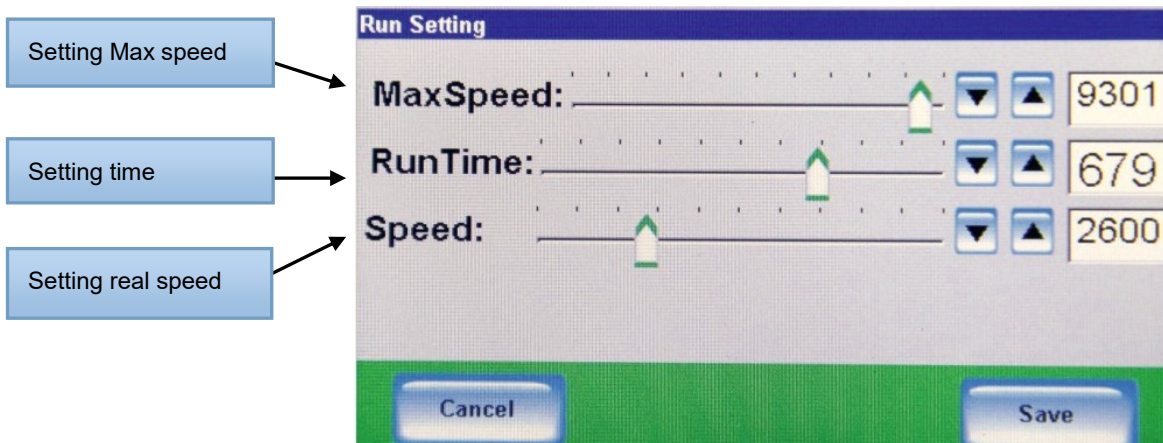 Run Setting
Setting Max speed
MaxSpeed: 9301
Setting time
RunTime: 679
Setting real speed
Speed: 2600
Cancel Save